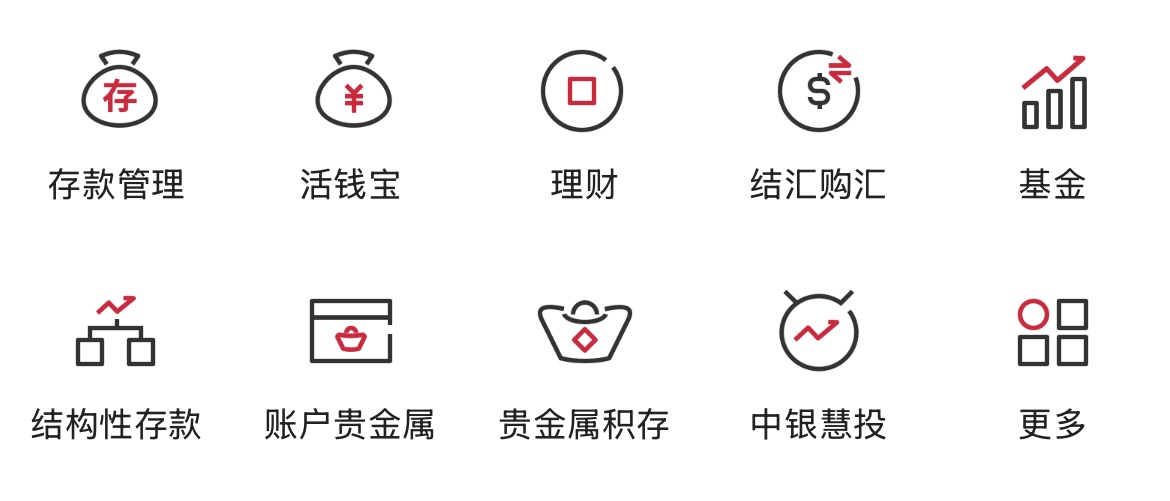 存
¥
$
存款管理
活钱宝
理财
结汇购汇
基金
结构性存款
账户贵金属
贵金属积存
中银慧投
更多